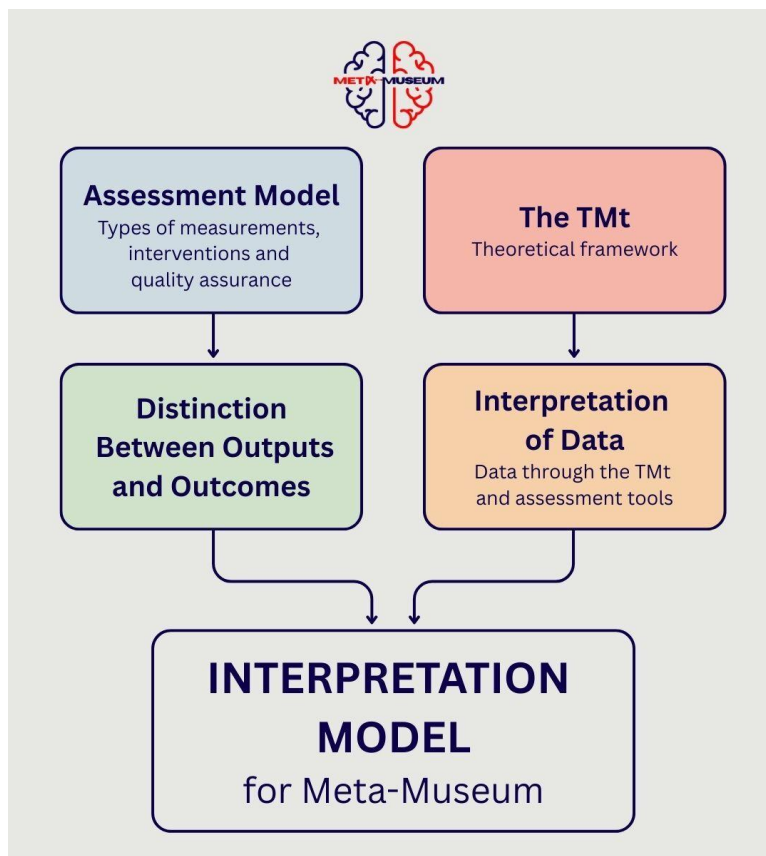 META-MUSEUM
Assessment Model
Types of measurements,
interventions and
quality assurance
The TMt
Theoretical framework
Distinction
Between Outputs
and Outcomes
Interpretation
of Data
Data through the TMt
and assessment tools
INTERPRETATION
MODEL
for Meta-Museum